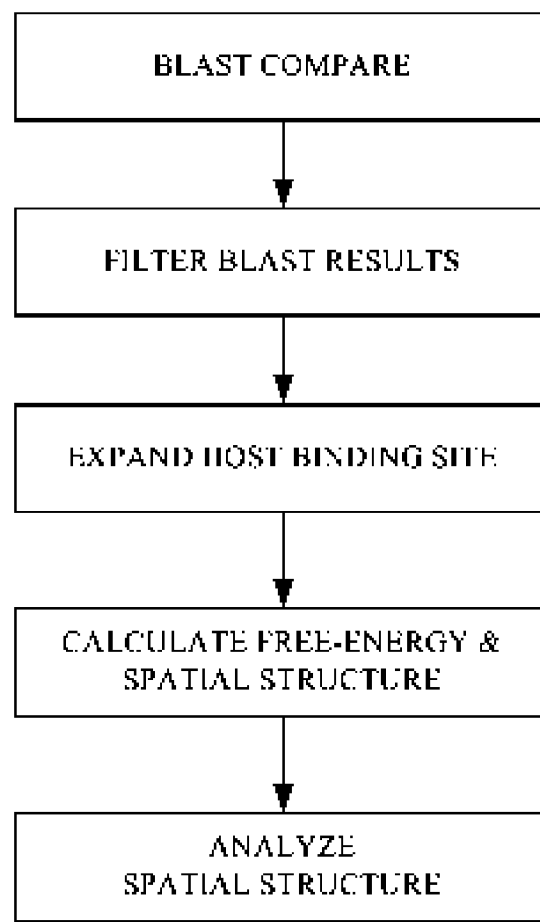 BLAST COMPARE
FILTER BLAST RESULTS
EXPAND HOST BINDING SITE
CALCULATE FREE-ENERGY &
SPATIAL STRUCTURE
ANALYZE
SPATIAL STRUCTURE